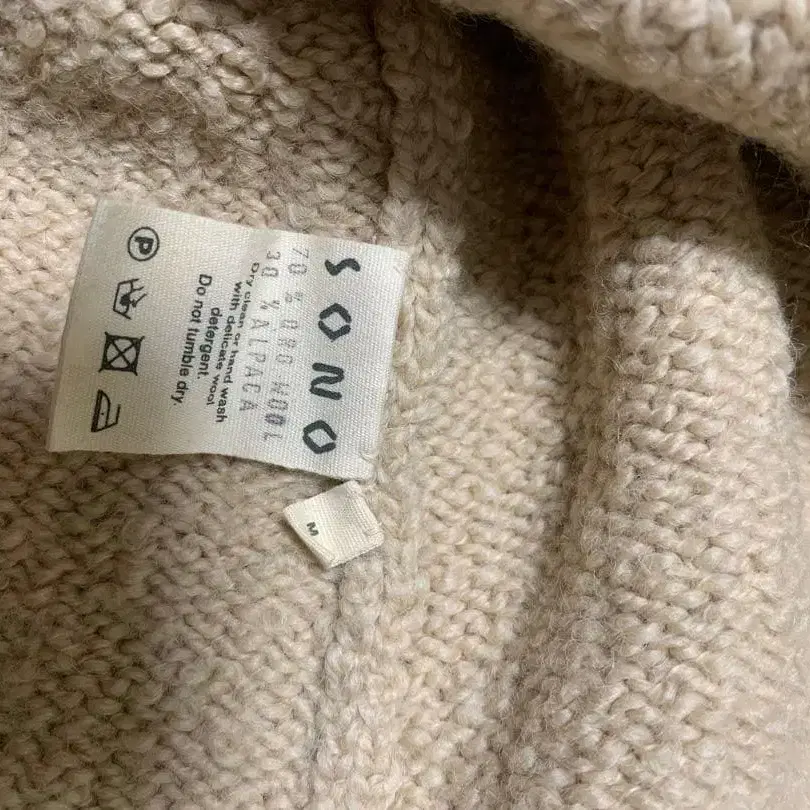 SONO
70 % ORG WOOL
30 % ALPACA
Dry clean or hand wash
with delicate wool
detergent.
Do not tumble dry.
P
M